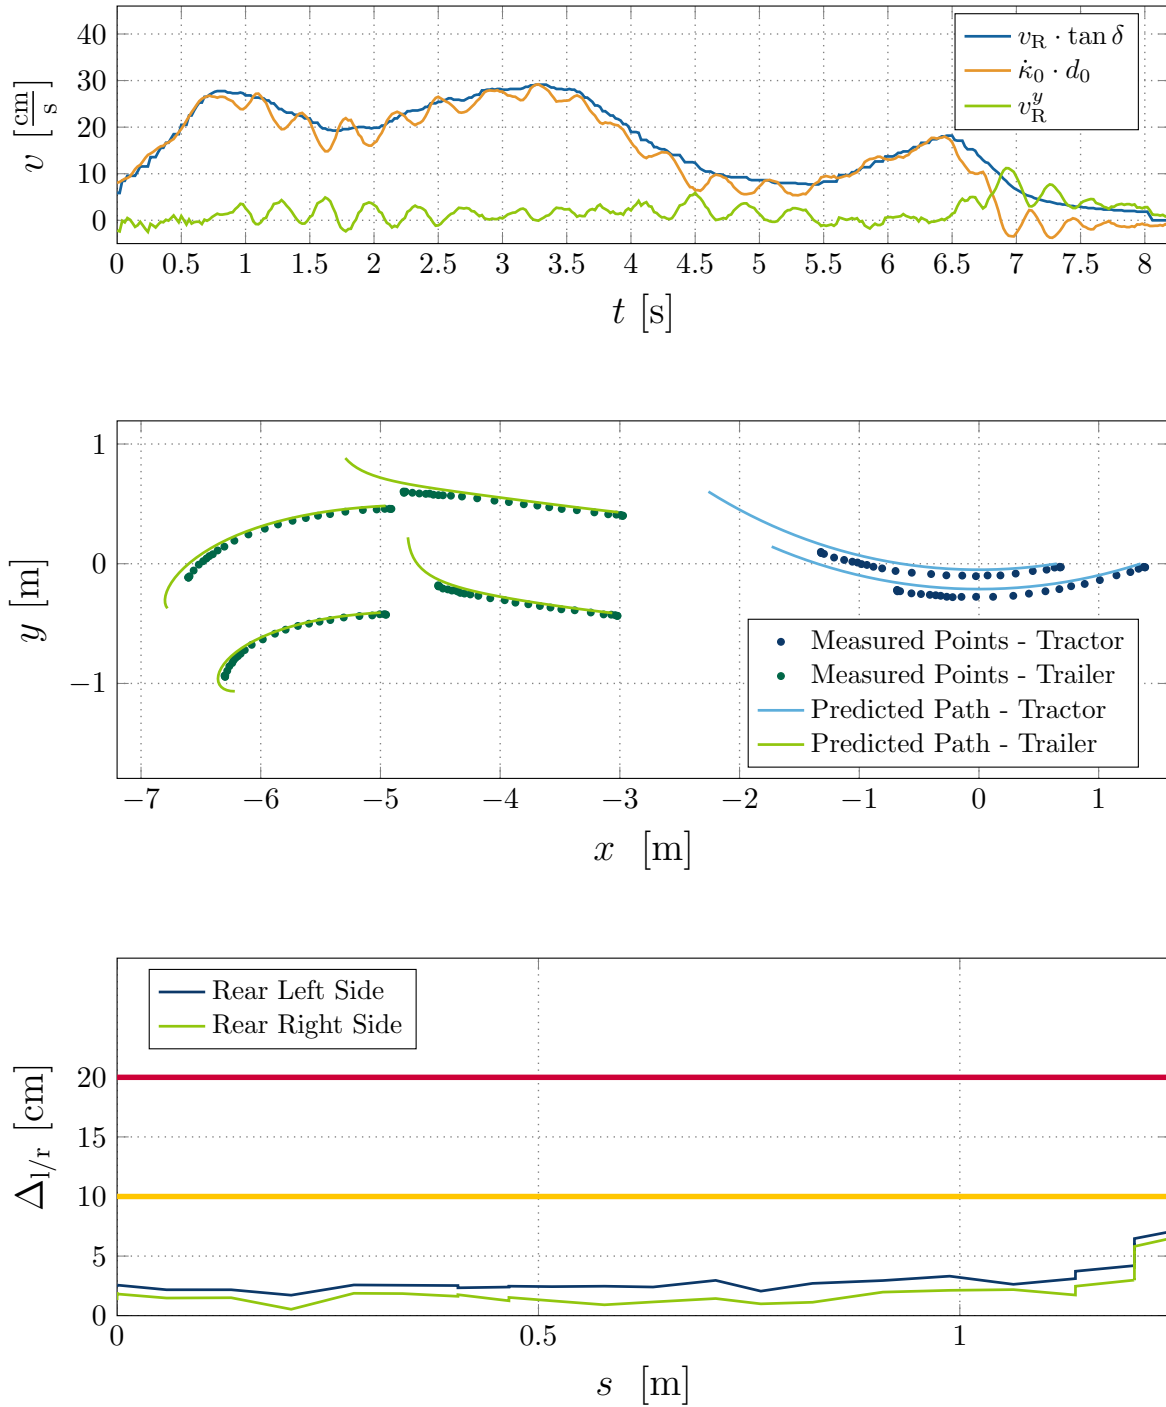 40
30
20
10
0
v [cm/s]
v_R · tan δ
κ̇_0 · d_0
v_R^y
0 0.5 1 1.5 2 2.5 3 3.5 4 4.5 5 5.5 6 6.5 7 7.5 8
t [s]
1
0
−1
y [m]
Measured Points - Tractor
Measured Points - Trailer
Predicted Path - Tractor
Predicted Path - Trailer
−7 −6 −5 −4 −3 −2 −1 0 1
x [m]
Rear Left Side
Rear Right Side
20
15
10
5
0
Δ_l/r [cm]
0 0.5 1
s [m]